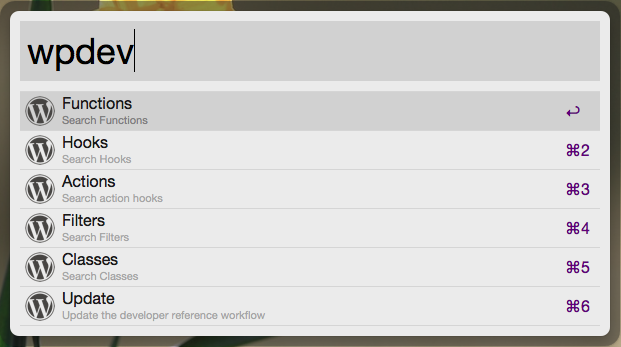 wpdev
Functions
Search Functions
↩
Hooks
Search Hooks
⌘2
Actions
Search action hooks
⌘3
Filters
Search Filters
⌘4
Classes
Search Classes
⌘5
Update
Update the developer reference workflow
⌘6